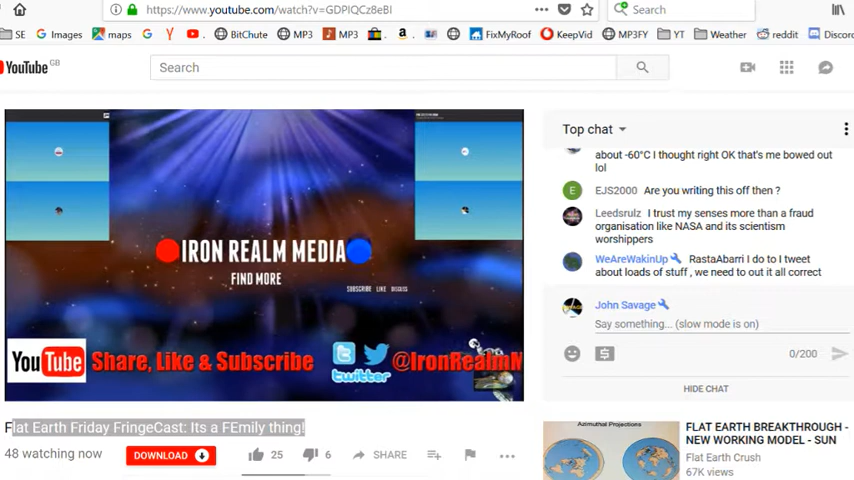 https://www.youtube.com/watch?v=GDPIQCz8eBI
Search
SE Images maps BitChute MP3 MP3 FixMyRoof KeepVid MP3FY YT Weather reddit Discord
YouTube GB
Search
Top chat
about -60°C I thought right OK that's me bowed out
lol
EJS2000 Are you writing this off then ?
Leedsrulz I trust my senses more than a fraud
organisation like NASA and its scientism
worshippers
WeAreWakinUp RastaAbarri I do to I tweet
about loads of stuff , we need to out it all correct
John Savage
Say something... (slow mode is on)
0/200
HIDE CHAT
IRON REALM MEDIA
FIND MORE
SUBSCRIBE LIKE DISCUSS
YouTube Share, Like & Subscribe
twitter
@IronRealmM
Flat Earth Friday FringeCast: Its a FEmily thing!
48 watching now
DOWNLOAD
25
6
SHARE
Azimuthal Projections
FLAT EARTH BREAKTHROUGH -
NEW WORKING MODEL - SUN
Flat Earth Crush
67K views